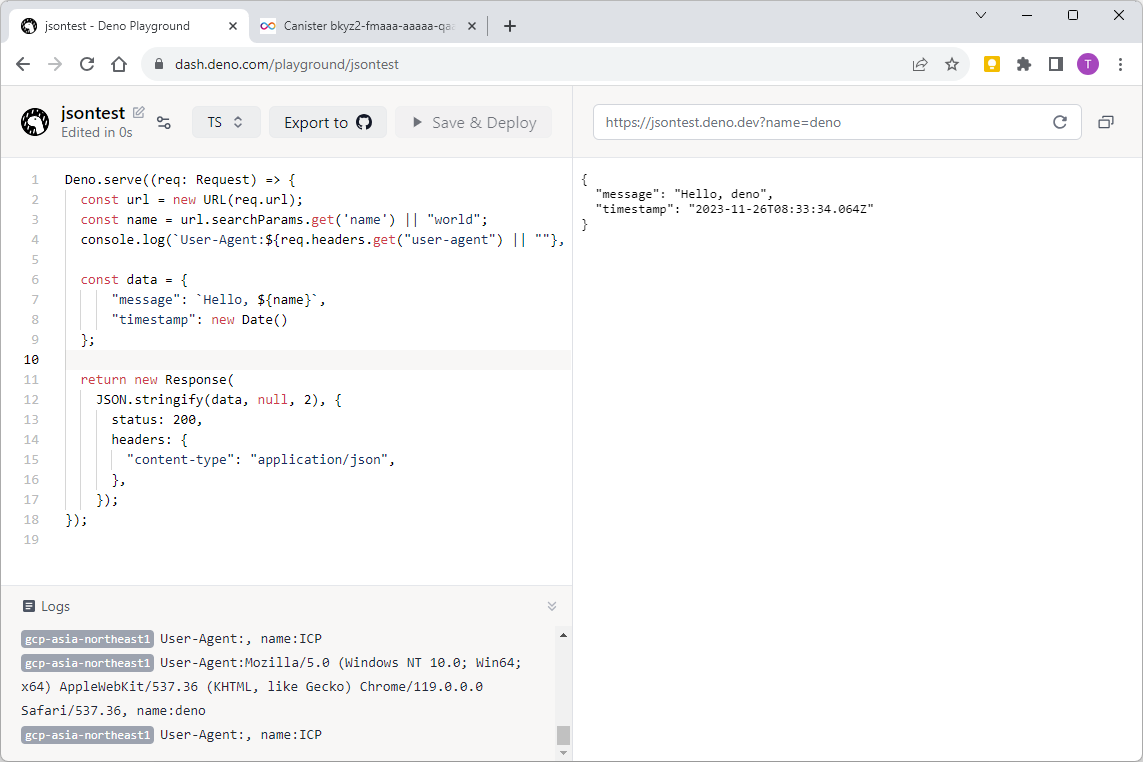 jsontest - Deno Playground
Canister bkyz2-fmaaa-aaaaa-qaa
dash.deno.com/playground/jsontest
T
jsontest
Edited in 0s
TS
Export to
Save & Deploy
https://jsontest.deno.dev?name=deno
1 Deno.serve((req: Request) => {
2 const url = new URL(req.url);
3 const name = url.searchParams.get('name') || "world";
4 console.log(`User-Agent:${req.headers.get("user-agent") || ""},
5
6 const data = {
7 "message": `Hello, ${name}`,
8 "timestamp": new Date()
9 };
10
11 return new Response(
12 JSON.stringify(data, null, 2), {
13 status: 200,
14 headers: {
15 "content-type": "application/json",
16 },
17 });
18 });
19
{
"message": "Hello, deno",
"timestamp": "2023-11-26T08:33:34.064Z"
}
Logs
gcp-asia-northeast1 User-Agent:, name:ICP
gcp-asia-northeast1 User-Agent:Mozilla/5.0 (Windows NT 10.0; Win64;
x64) AppleWebKit/537.36 (KHTML, like Gecko) Chrome/119.0.0.0
Safari/537.36, name:deno
gcp-asia-northeast1 User-Agent:, name:ICP